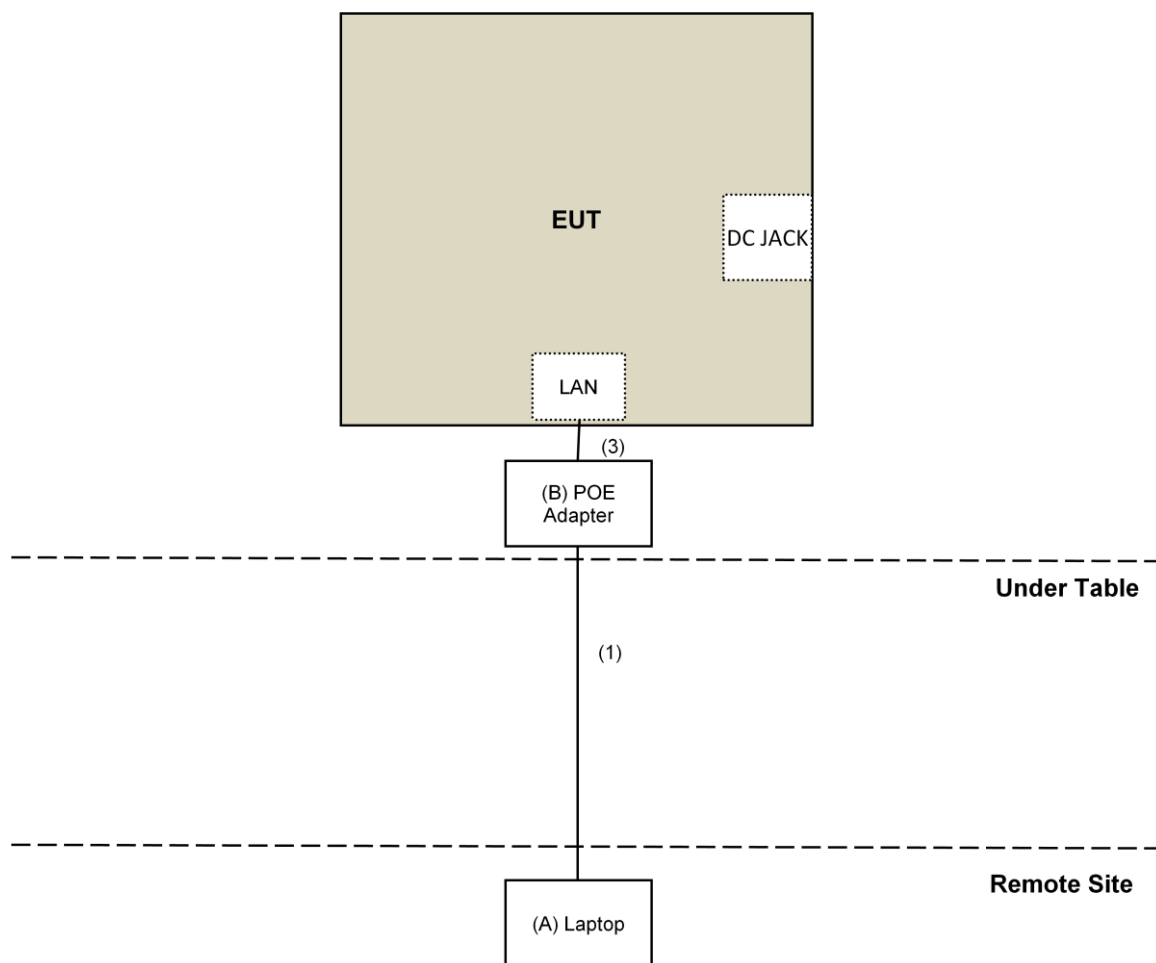 EUT
DC JACK
LAN
(3)
(B) POE
Adapter
Under Table
(1)
Remote Site
(A) Laptop